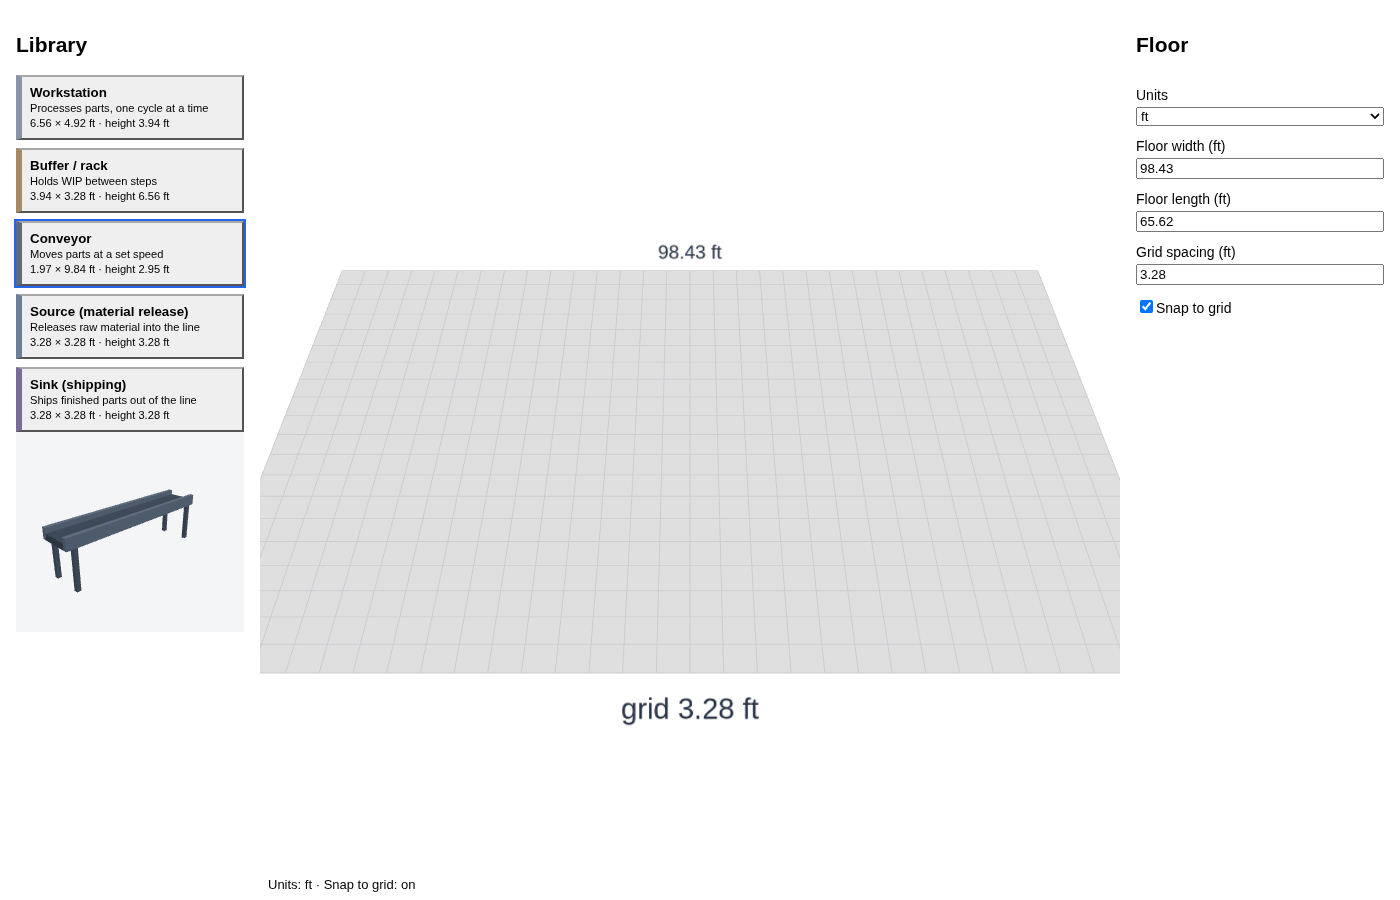 Library
Workstation
Processes parts, one cycle at a time
6.56 × 4.92 ft · height 3.94 ft
Buffer / rack
Holds WIP between steps
3.94 × 3.28 ft · height 6.56 ft
Conveyor
Moves parts at a set speed
1.97 × 9.84 ft · height 2.95 ft
Source (material release)
Releases raw material into the line
3.28 × 3.28 ft · height 3.28 ft
Sink (shipping)
Ships finished parts out of the line
3.28 × 3.28 ft · height 3.28 ft
98.43 ft
grid 3.28 ft
Units: ft · Snap to grid: on
Floor
Units
ft
Floor width (ft)
98.43
Floor length (ft)
65.62
Grid spacing (ft)
3.28
Snap to grid